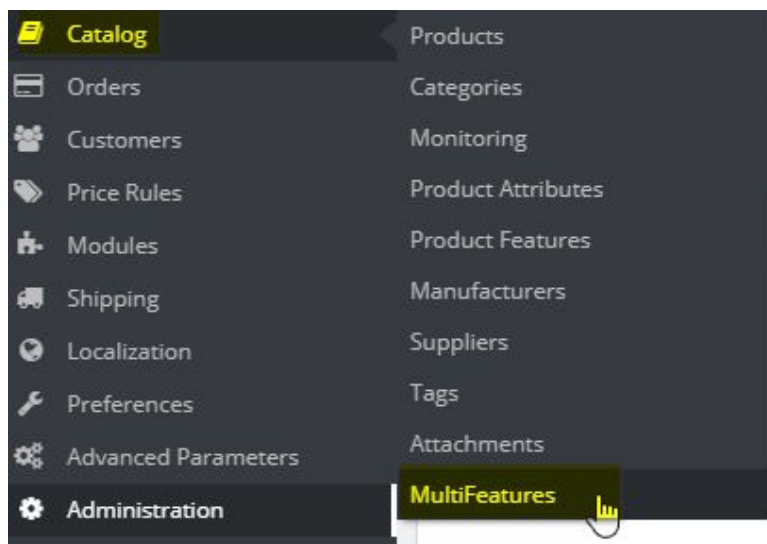 Catalog
Orders
Customers
Price Rules
Modules
Shipping
Localization
Preferences
Advanced Parameters
Administration
Products
Categories
Monitoring
Product Attributes
Product Features
Manufacturers
Suppliers
Tags
Attachments
MultiFeatures